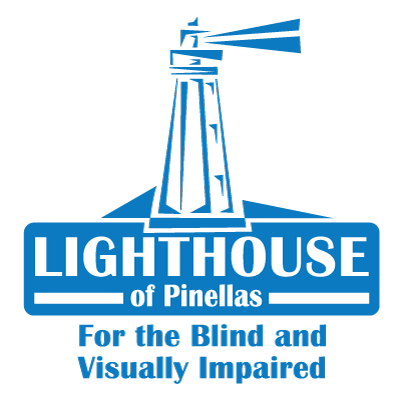 LIGHTHOUSE
of Pinellas
For the Blind and
Visually Impaired